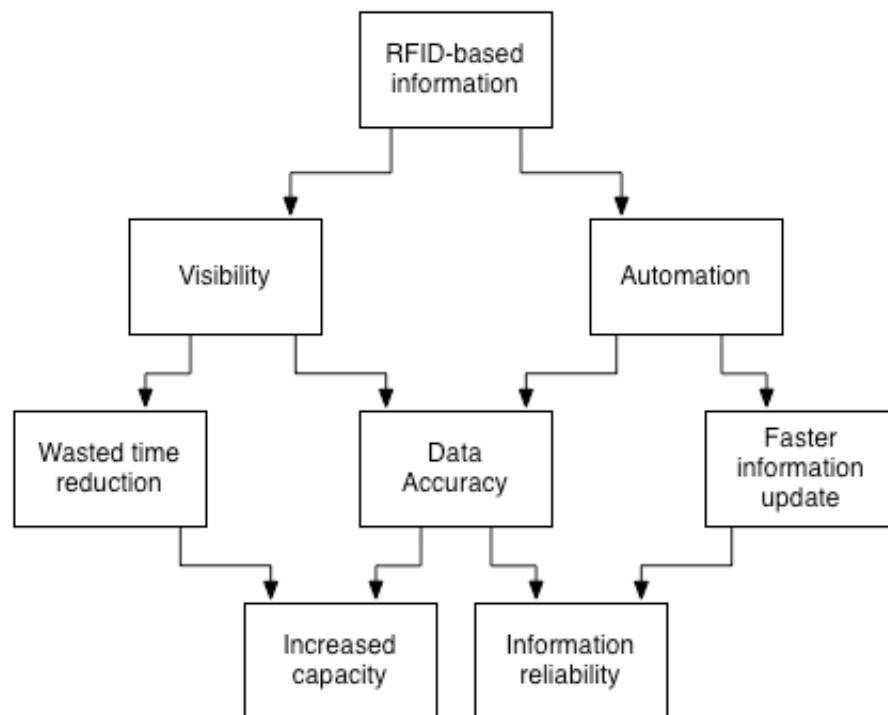 RFID-based
information
Visibility
Automation
Wasted time
reduction
Data
Accuracy
Faster
information
update
Increased
capacity
Information
reliability